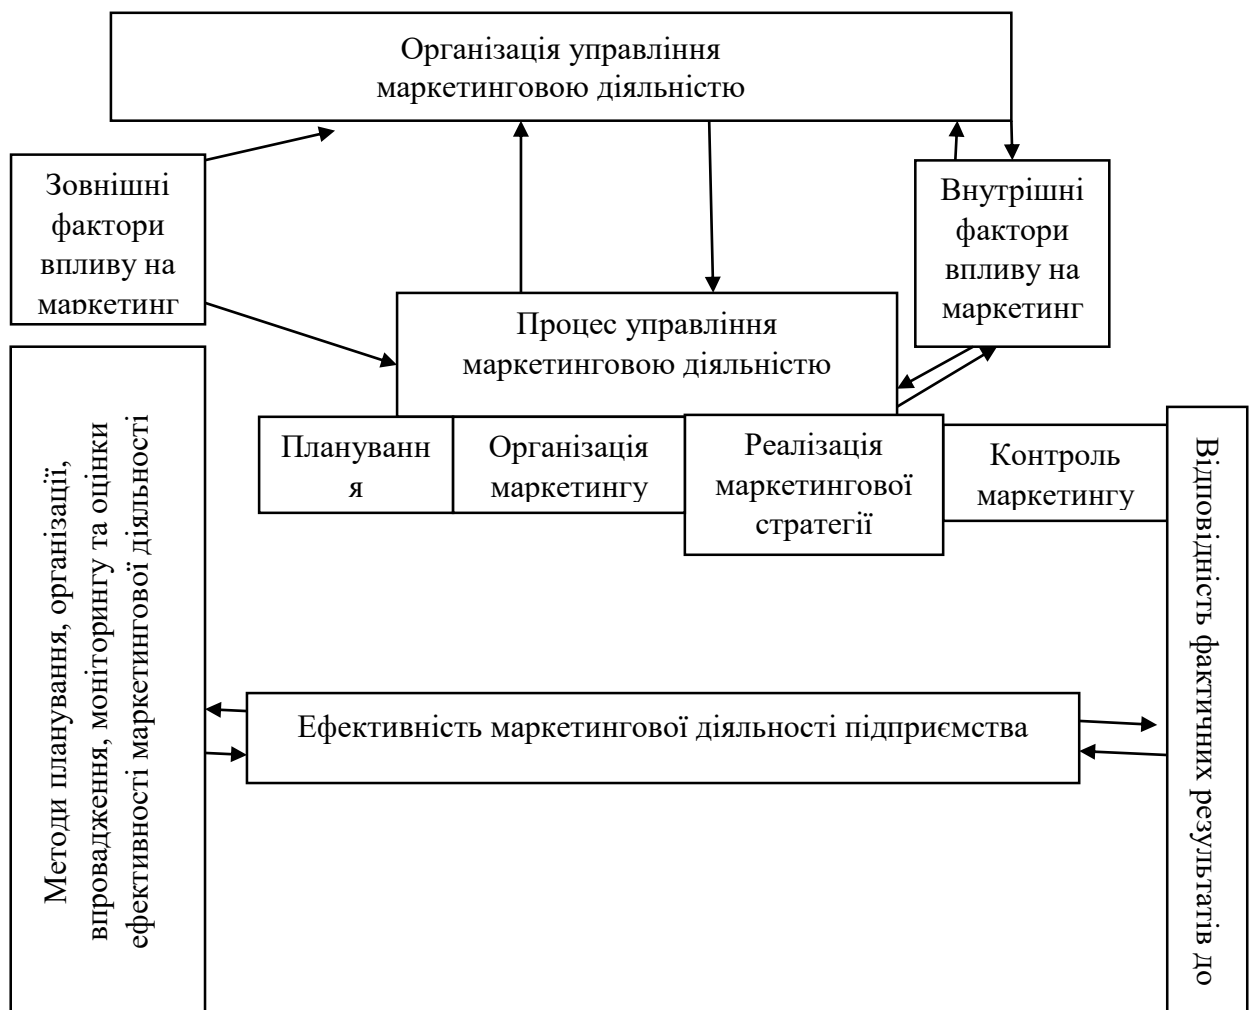 Організація управління
маркетинговою діяльністю
Зовнішні
фактори
впливу на
маркетинг
Внутрішні
фактори
впливу на
маркетинг
Процес управління
маркетинговою діяльністю
Плануванн
я
Організація
маркетингу
Реалізація
маркетингової
стратегії
Контроль
маркетингу
Методи планування, організації,
впровадження, моніторингу та оцінки
ефективності маркетингової діяльності
Ефективність маркетингової діяльності підприємства
Відповідність фактичних результатів до